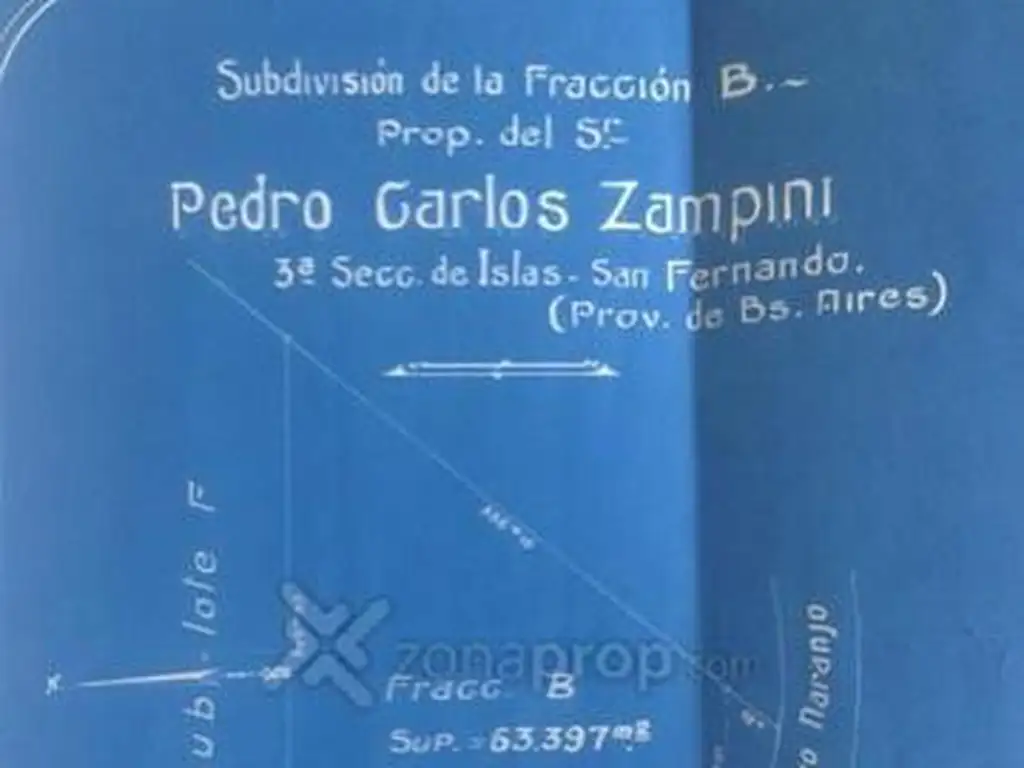 Subdivisión de la Fracción B.-
Prop. del Sr.
Pedro Carlos Zampini
3ª Secc. de Islas - San Fernando.
(Prov. de Bs. Aires)
lote F
Naranjo
zonaprop.com
Fracc B
Sup. = 63.397 m²